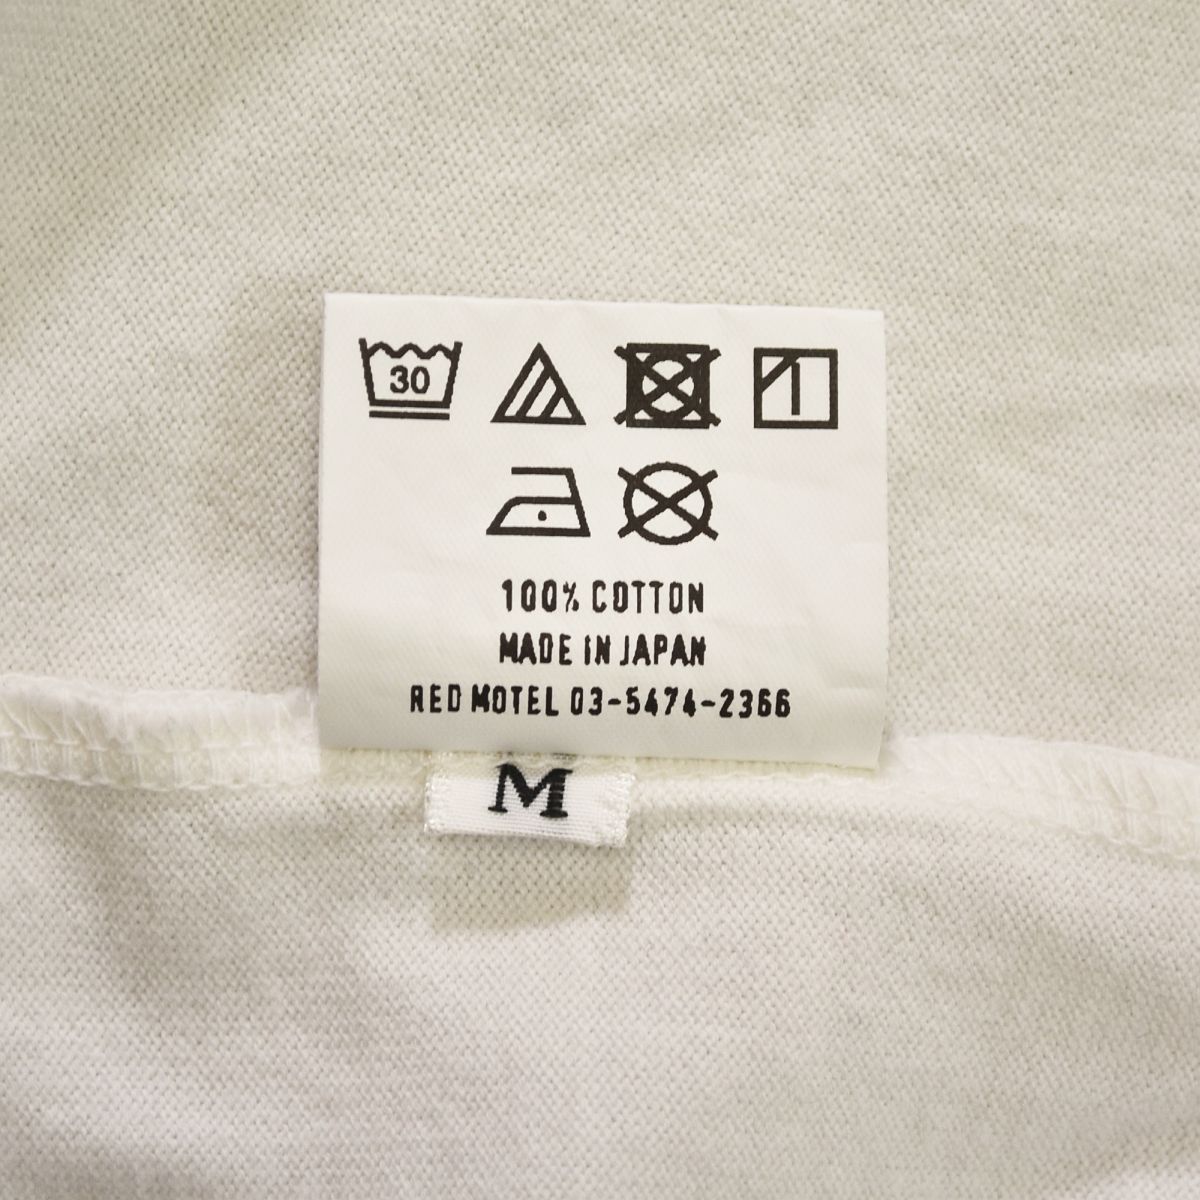 30
100% COTTON
MADE IN JAPAN
RED MOTEL 03-5474-2366
M